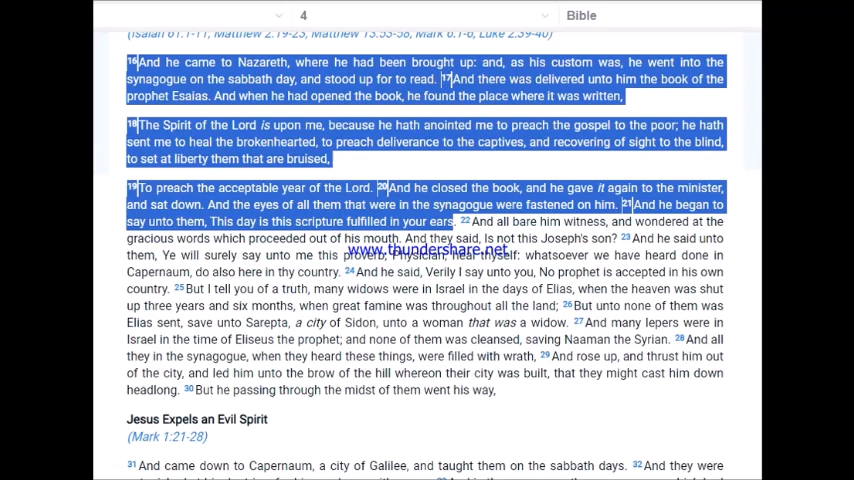 4 Bible
(Isaiah 61:1-11; Matthew 2:19-23; Matthew 13:53-58; Mark 6:1-6; Luke 2:39-40)
16And he came to Nazareth, where he had been brought up: and, as his custom was, he went into the
synagogue on the sabbath day, and stood up for to read. 17And there was delivered unto him the book of the
prophet Esaias. And when he had opened the book, he found the place where it was written,
18The Spirit of the Lord is upon me, because he hath anointed me to preach the gospel to the poor; he hath
sent me to heal the brokenhearted, to preach deliverance to the captives, and recovering of sight to the blind,
to set at liberty them that are bruised,
19To preach the acceptable year of the Lord. 20And he closed the book, and he gave it again to the minister,
and sat down. And the eyes of all them that were in the synagogue were fastened on him. 21And he began to
say unto them, This day is this scripture fulfilled in your ears. 22And all bare him witness, and wondered at the
gracious words which proceeded out of his mouth. And they said, Is not this Joseph's son? 23And he said unto
www.thundershare.net
them, Ye will surely say unto me this proverb, Physician, heal thyself: whatsoever we have heard done in
Capernaum, do also here in thy country. 24And he said, Verily I say unto you, No prophet is accepted in his own
country. 25But I tell you of a truth, many widows were in Israel in the days of Elias, when the heaven was shut
up three years and six months, when great famine was throughout all the land; 26But unto none of them was
Elias sent, save unto Sarepta, a city of Sidon, unto a woman that was a widow. 27And many lepers were in
Israel in the time of Eliseus the prophet; and none of them was cleansed, saving Naaman the Syrian. 28And all
they in the synagogue, when they heard these things, were filled with wrath, 29And rose up, and thrust him out
of the city, and led him unto the brow of the hill whereon their city was built, that they might cast him down
headlong. 30But he passing through the midst of them went his way,
Jesus Expels an Evil Spirit
(Mark 1:21-28)
31And came down to Capernaum, a city of Galilee, and taught them on the sabbath days. 32And they were